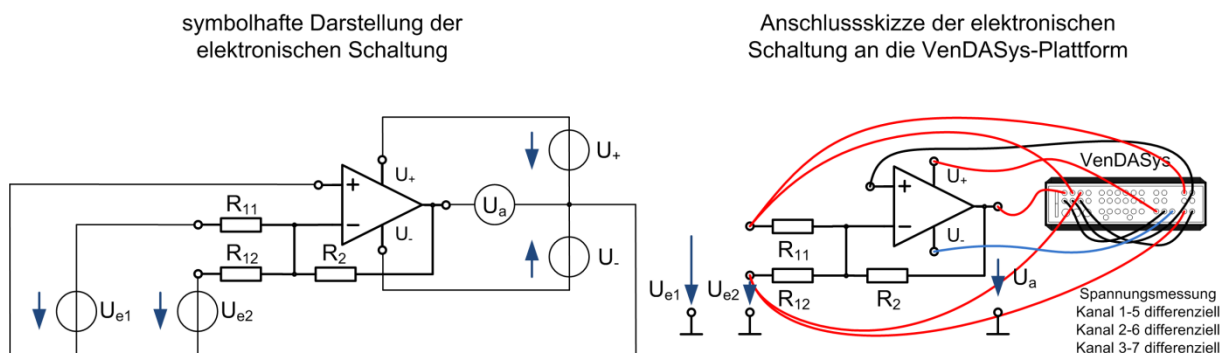 symbolhafte Darstellung der
elektronischen Schaltung
U+
U+
Ua
R11
R12
R2
U-
U-
Ue1
Ue2
Anschlussskizze der elektronischen
Schaltung an die VenDASys-Plattform
VenDASys
U+
U-
R11
R12
R2
Ue1
Ue2
Ua
Spannungsmessung
Kanal 1-5 differenziell
Kanal 2-6 differenziell
Kanal 3-7 differenziell